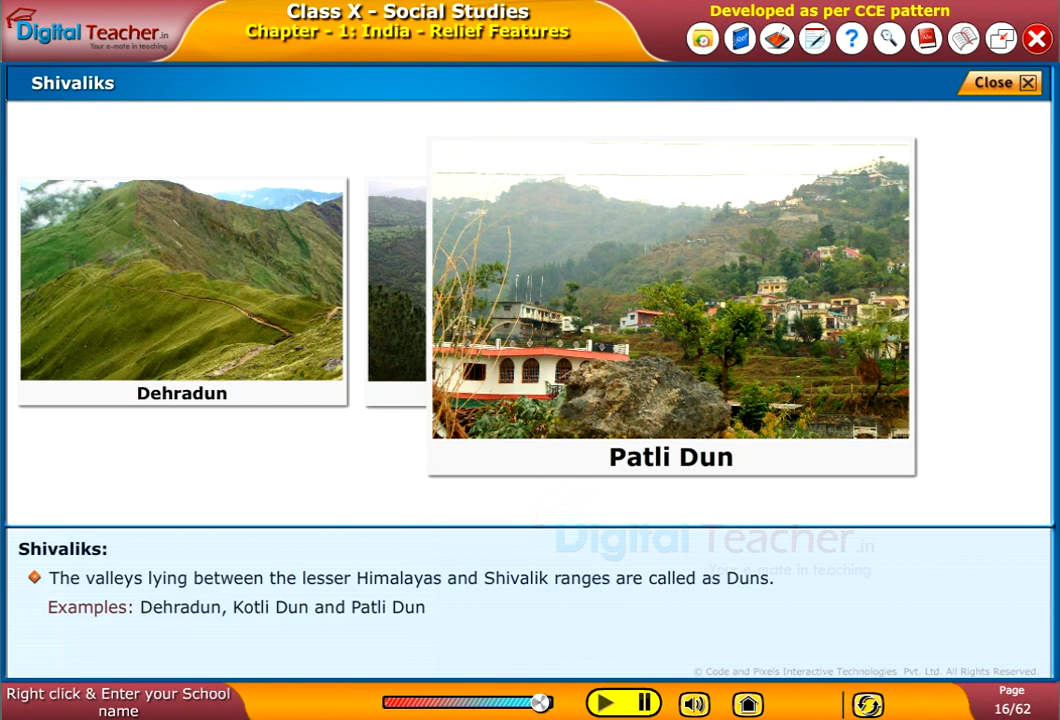 Digital Teacher.in
Your e-mate in teaching
Class X - Social Studies
Chapter - 1: India - Relief Features
Developed as per CCE pattern
Ref
?
Abc
Shivaliks
Close
Dehradun
Patli Dun
Digital Teacher.in
Your e-mate in teaching
Shivaliks:
The valleys lying between the lesser Himalayas and Shivalik ranges are called as Duns.
Examples: Dehradun, Kotli Dun and Patli Dun
© Code and Pixels Interactive Technologies Pvt. Ltd. All Rights Reserved.
Right click & Enter your School
name
Page
16/62